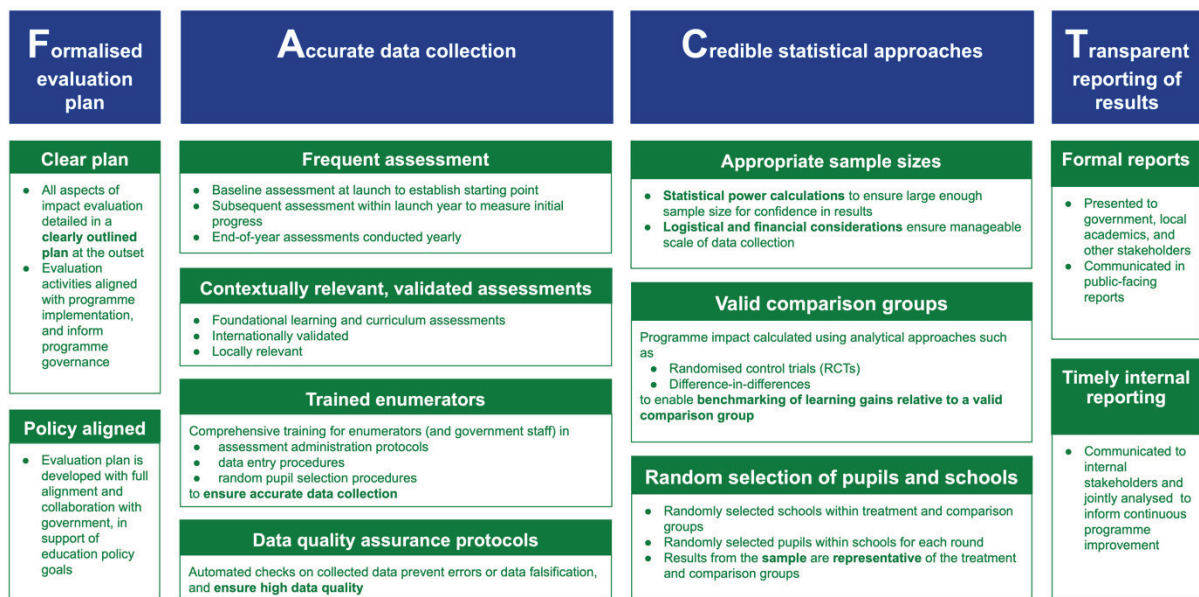 Formalised
evaluation
plan
Clear plan
● All aspects of
impact evaluation
detailed in a
clearly outlined
plan at the outset
● Evaluation
activities aligned
with programme
implementation,
and inform
programme
governance
Policy aligned
● Evaluation plan is
developed with full
alignment and
collaboration with
government, in
support of
education policy
goals
Accurate data collection
Frequent assessment
● Baseline assessment at launch to establish starting point
● Subsequent assessment within launch year to measure initial
progress
● End-of-year assessments conducted yearly
Contextually relevant, validated assessments
● Foundational learning and curriculum assessments
● Internationally validated
● Locally relevant
Trained enumerators
Comprehensive training for enumerators (and government staff) in
● assessment administration protocols
● data entry procedures
● random pupil selection procedures
to ensure accurate data collection
Data quality assurance protocols
Automated checks on collected data prevent errors or data falsification,
and ensure high data quality
Credible statistical approaches
Appropriate sample sizes
● Statistical power calculations to ensure large enough
sample size for confidence in results
● Logistical and financial considerations ensure manageable
scale of data collection
Valid comparison groups
Programme impact calculated using analytical approaches such
as
● Randomised control trials (RCTs)
● Difference-in-differences
to enable benchmarking of learning gains relative to a valid
comparison group
Random selection of pupils and schools
● Randomly selected schools within treatment and comparison
groups
● Randomly selected pupils within schools for each round
● Results from the sample are representative of the treatment
and comparison groups
Transparent
reporting of
results
Formal reports
● Presented to
government, local
academics, and
other stakeholders
● Communicated in
public-facing
reports
Timely internal
reporting
● Communicated to
internal
stakeholders and
jointly analysed to
inform continuous
programme
improvement